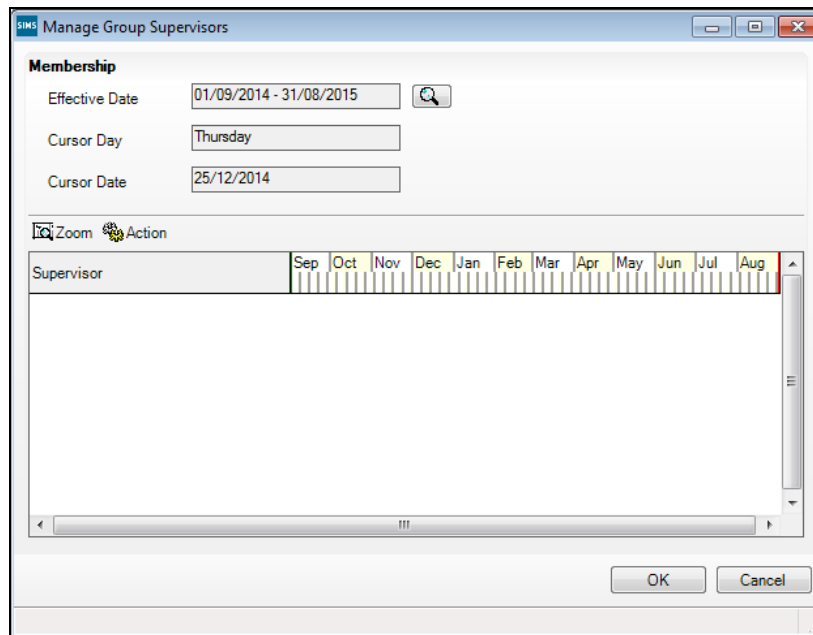 SIMS Manage Group Supervisors
Membership
Effective Date 01/09/2014 - 31/08/2015
Cursor Day Thursday
Cursor Date 25/12/2014
Zoom Action
Supervisor Sep Oct Nov Dec Jan Feb Mar Apr May Jun Jul Aug
OK Cancel